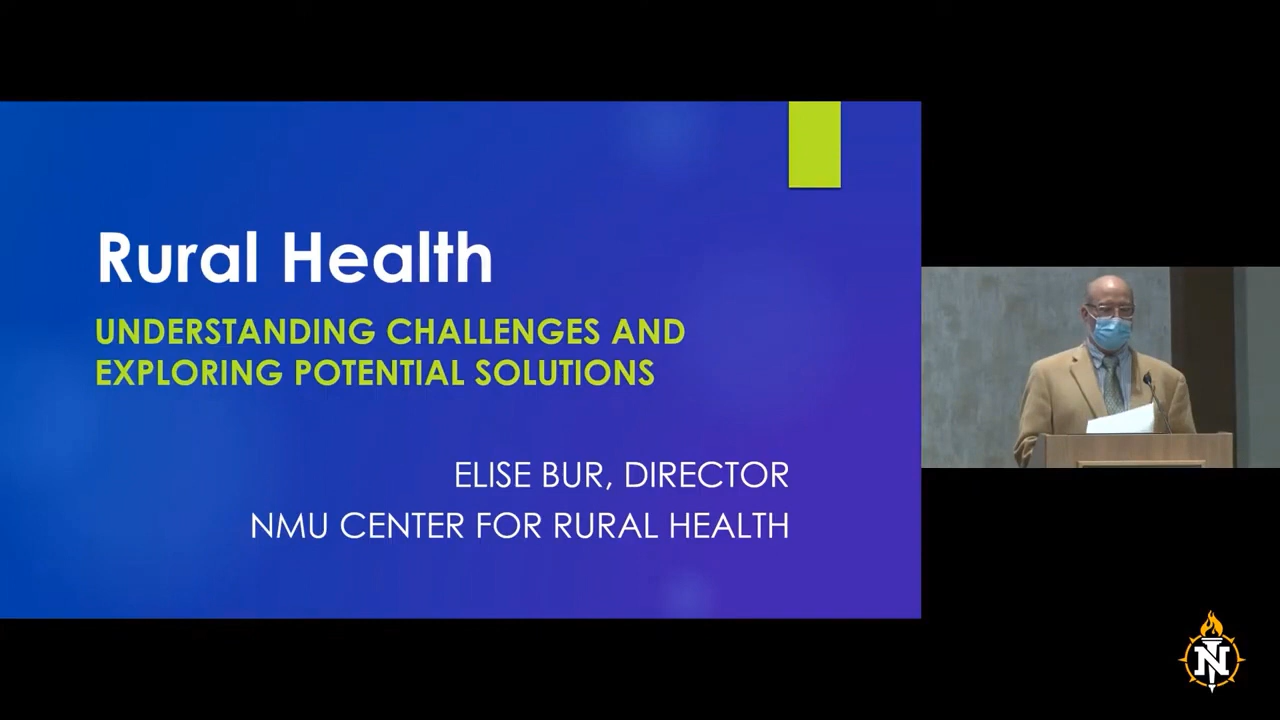 Rural Health
UNDERSTANDING CHALLENGES AND
EXPLORING POTENTIAL SOLUTIONS
ELISE BUR, DIRECTOR
NMU CENTER FOR RURAL HEALTH
N